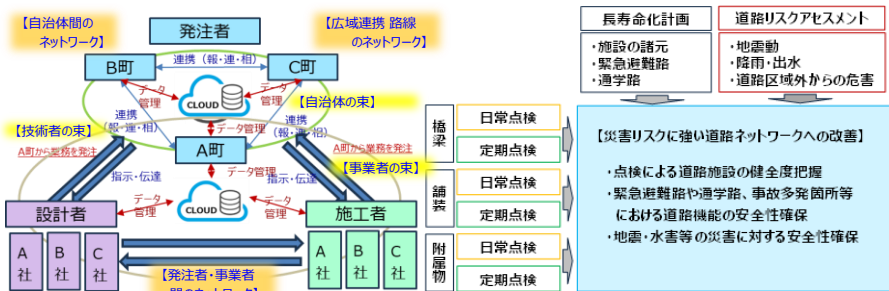 【自治体間の
ネットワーク】
発注者
【広域連携 路線
のネットワーク】
B町
連携（報・連・相）
C町
データ
管理
CLOUD
データ
管理
連携
（報・連・相）
データ管理
【自治体の束】
連携
（報・連・相）
【技術者の束】
A町から業務を発注
A町
A町から業務を発注
【事業者の束】
指示・伝達
データ管理
指示・伝達
設計者
データ
管理
CLOUD
データ
管理
施工者
A
社
B
社
C
社
A
社
B
社
C
社
【発注者・事業者
間のネットワーク】
橋梁
日常点検
定期点検
舗装
日常点検
定期点検
附属物
日常点検
定期点検
長寿命化計画
・施設の諸元
・緊急避難路
・通学路
道路リスクアセスメント
・地震動
・降雨・出水
・道路区域外からの危害
【災害リスクに強い道路ネットワークへの改善】
・点検による道路施設の健全度把握
・緊急避難路や通学路、事故多発箇所等
における道路機能の安全性確保
・地震・水害等の災害に対する安全性確保